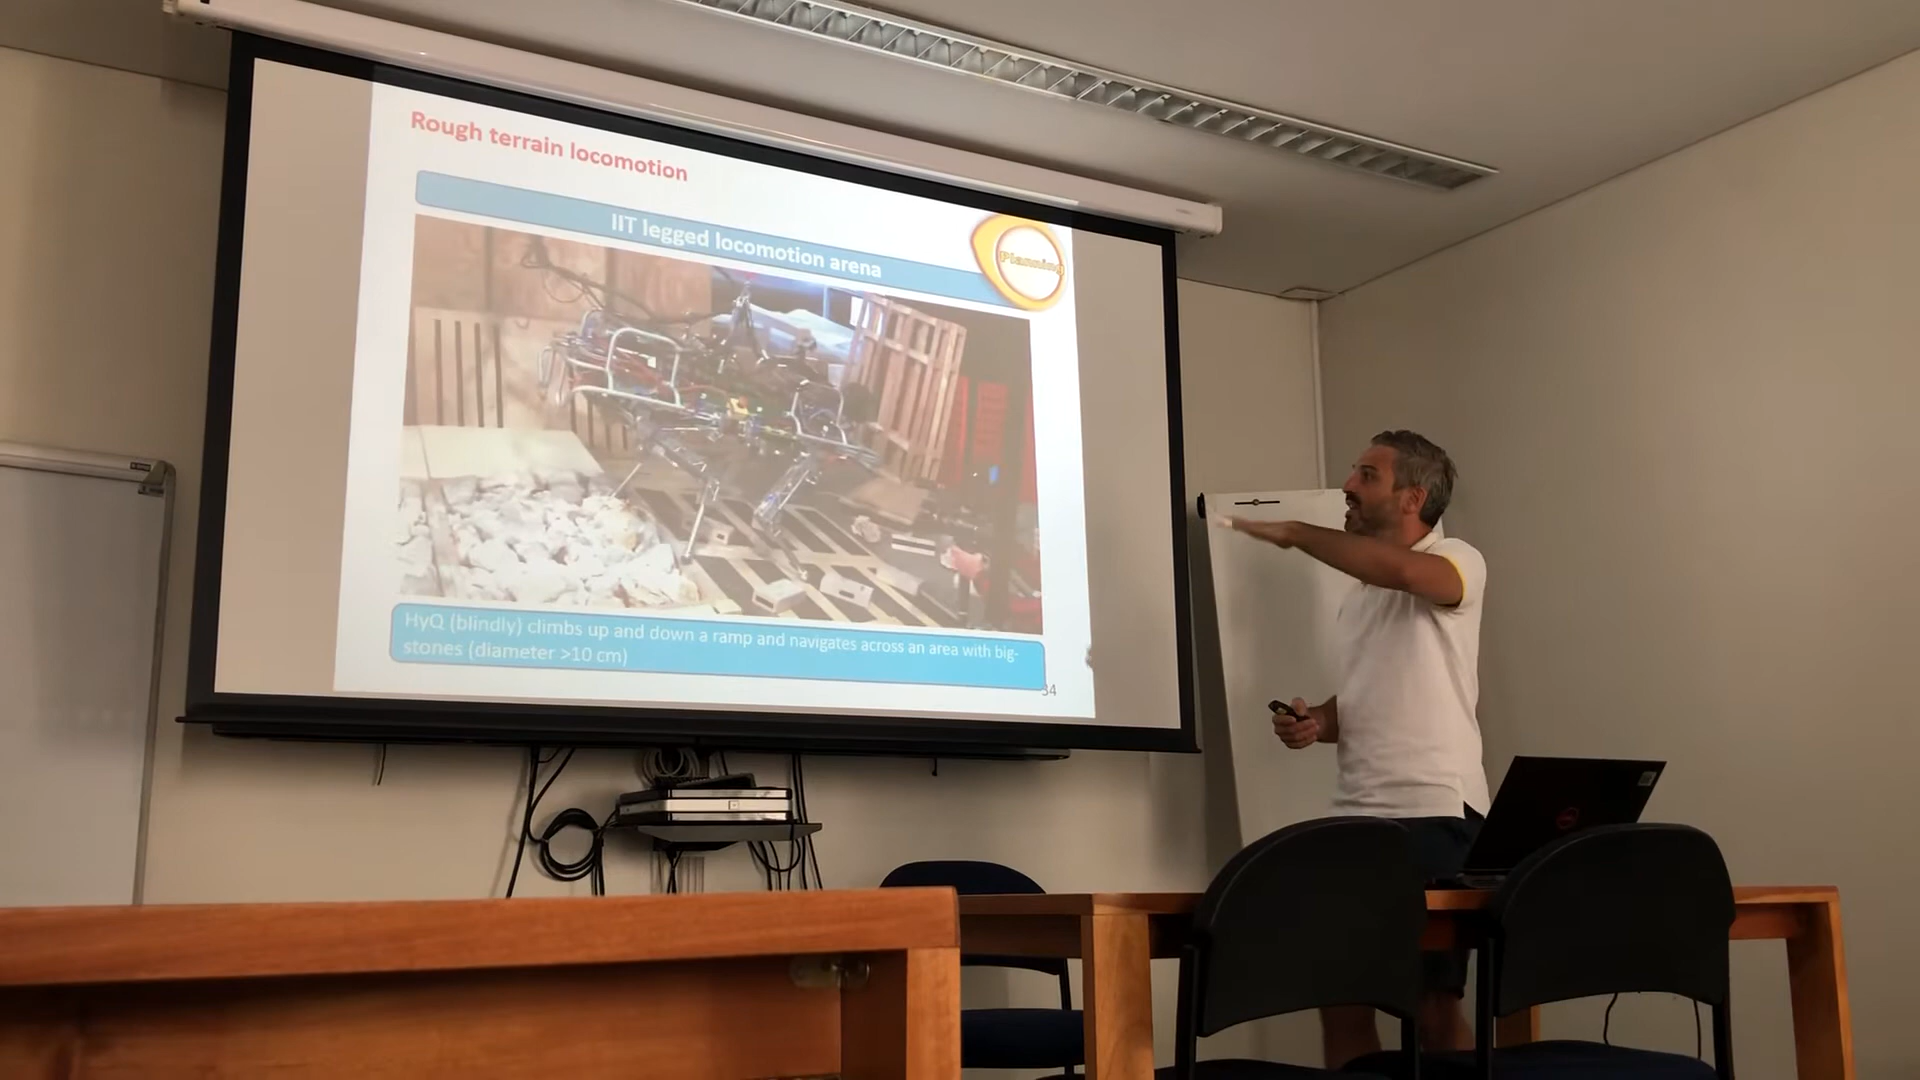 Rough terrain locomotion
IIT legged locomotion arena
Planning
HyQ (blindly) climbs up and down a ramp and navigates across an area with big-
stones (diameter >10 cm)
34